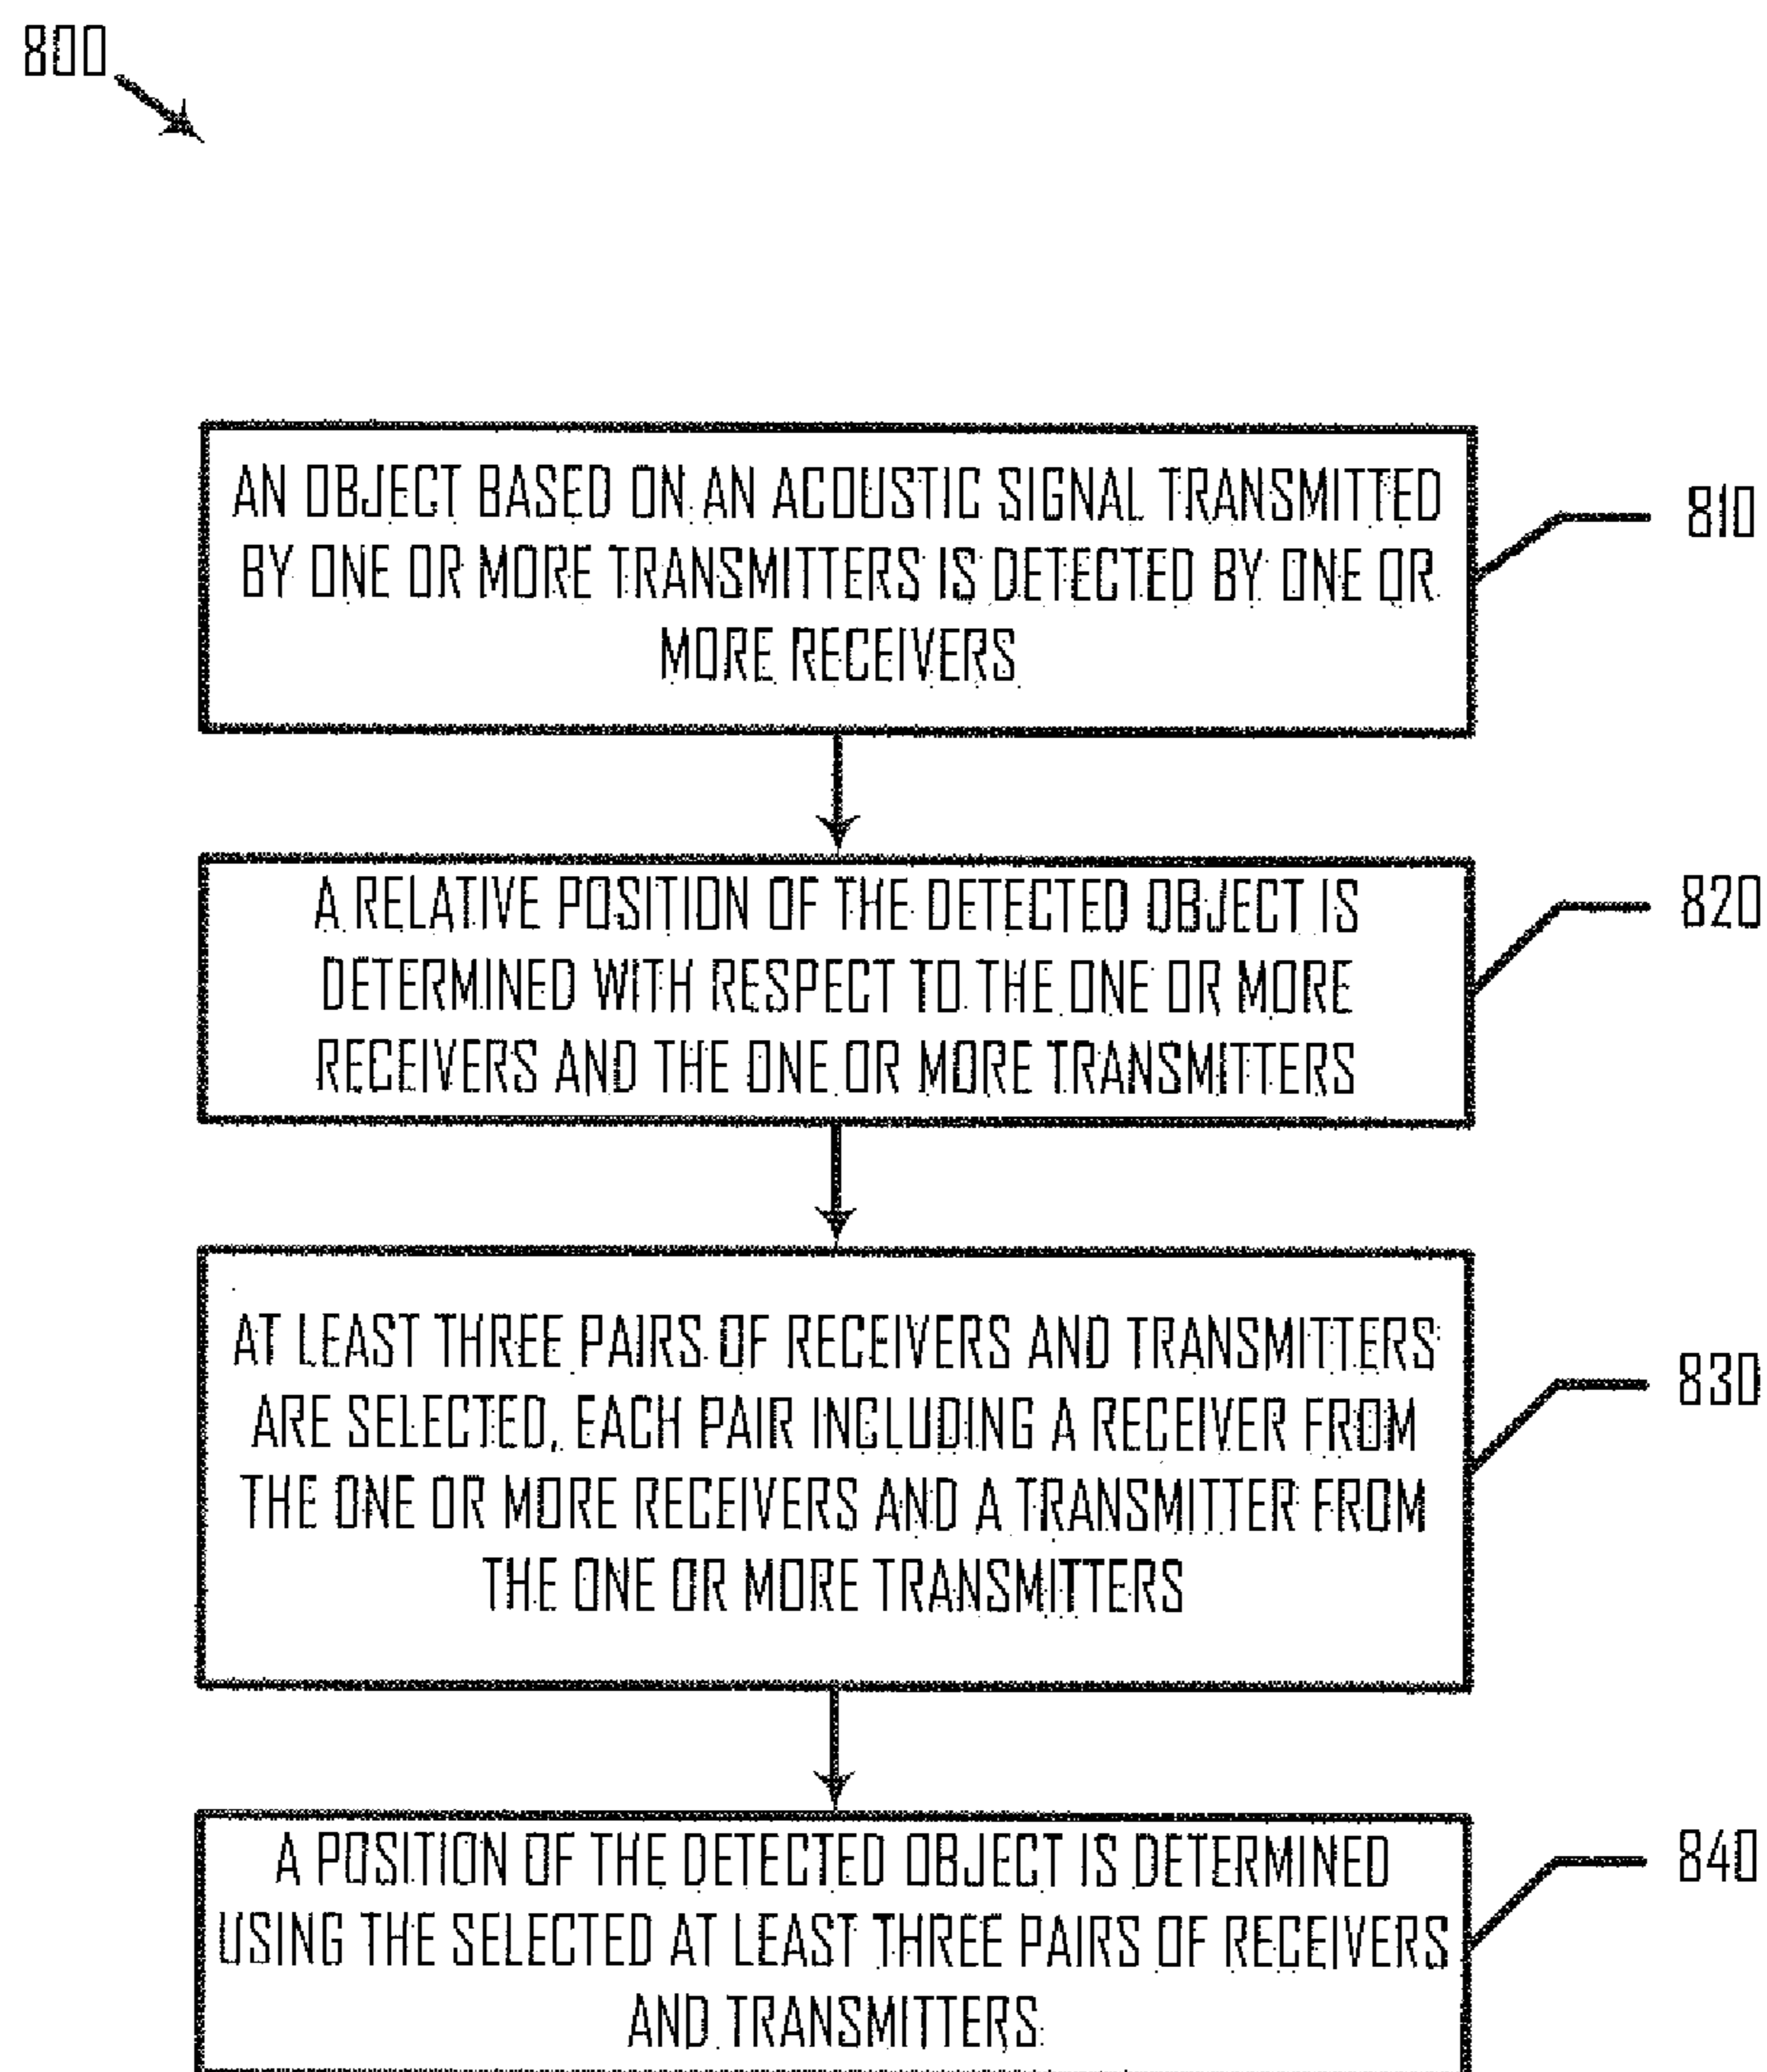 800
AN OBJECT BASED ON AN ACOUSTIC SIGNAL TRANSMITTED
BY ONE OR MORE TRANSMITTERS IS DETECTED BY ONE OR
MORE RECEIVERS
810
A RELATIVE POSITION OF THE DETECTED OBJECT IS
DETERMINED WITH RESPECT TO THE ONE OR MORE
RECEIVERS AND THE ONE OR MORE TRANSMITTERS
820
AT LEAST THREE PAIRS OF RECEIVERS AND TRANSMITTERS
ARE SELECTED, EACH PAIR INCLUDING A RECEIVER FROM
THE ONE OR MORE RECEIVERS AND A TRANSMITTER FROM
THE ONE OR MORE TRANSMITTERS
830
A POSITION OF THE DETECTED OBJECT IS DETERMINED
USING THE SELECTED AT LEAST THREE PAIRS OF RECEIVERS
AND TRANSMITTERS
840